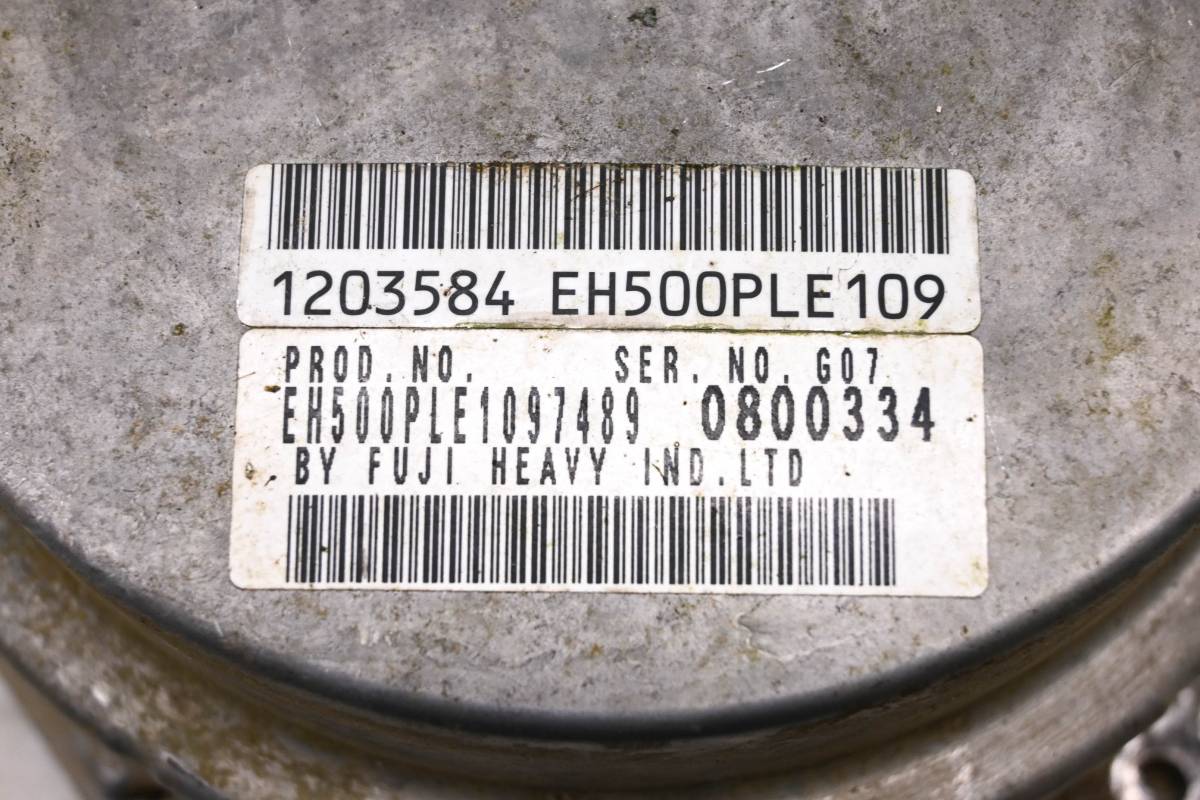 1203584 EH500PLE109
PROD.NO. SER. NO. G07
EH500PLE1097489 0800334
BY FUJI HEAVY IND.LTD